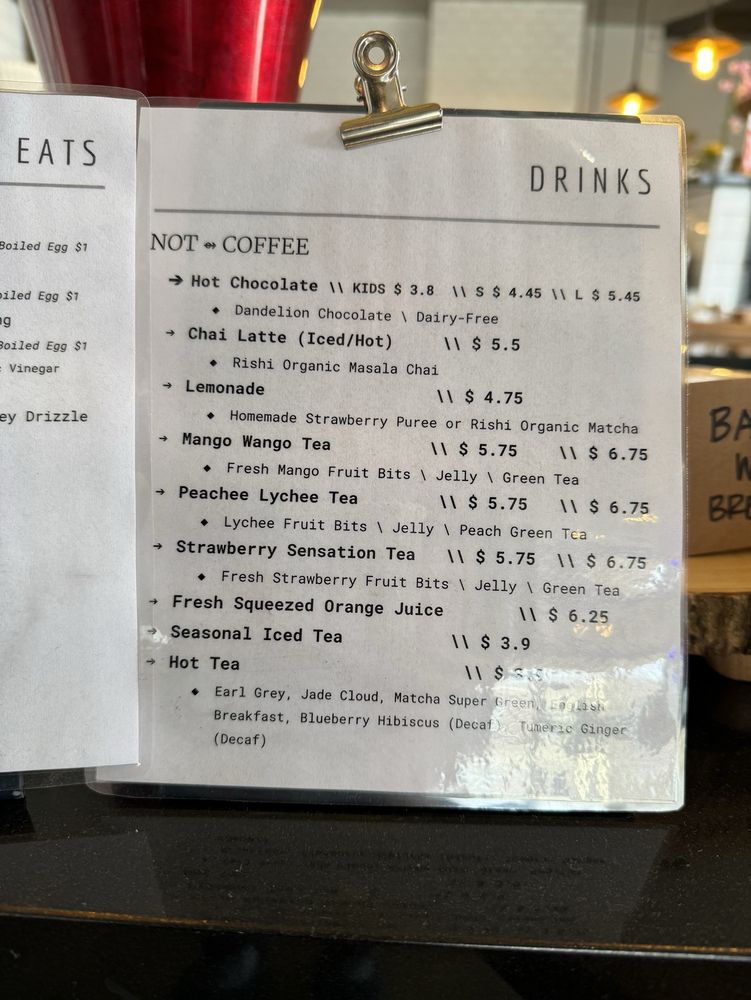 EATS
Boiled Egg $1
oiled Egg $1
ng
Boiled Egg $1
Vinegar
ey Drizzle
DRINKS
NOT ⇔ COFFEE
➔ Hot Chocolate \\ KIDS $ 3.8 \\ S $ 4.45 \\ L $ 5.45
◆ Dandelion Chocolate \ Dairy-Free
➔ Chai Latte (Iced/Hot) \\ $ 5.5
◆ Rishi Organic Masala Chai
➔ Lemonade \\ $ 4.75
◆ Homemade Strawberry Puree or Rishi Organic Matcha
➔ Mango Wango Tea \\ $ 5.75 \\ $ 6.75
◆ Fresh Mango Fruit Bits \ Jelly \ Green Tea
➔ Peachee Lychee Tea \\ $ 5.75 \\ $ 6.75
◆ Lychee Fruit Bits \ Jelly \ Peach Green Tea
➔ Strawberry Sensation Tea \\ $ 5.75 \\ $ 6.75
◆ Fresh Strawberry Fruit Bits \ Jelly \ Green Tea
➔ Fresh Squeezed Orange Juice \\ $ 6.25
➔ Seasonal Iced Tea \\ $ 3.9
➔ Hot Tea \\ $
◆ Earl Grey, Jade Cloud, Matcha Super Green, English
Breakfast, Blueberry Hibiscus (Decaf), Tumeric Ginger
(Decaf)
BA
W
BRO